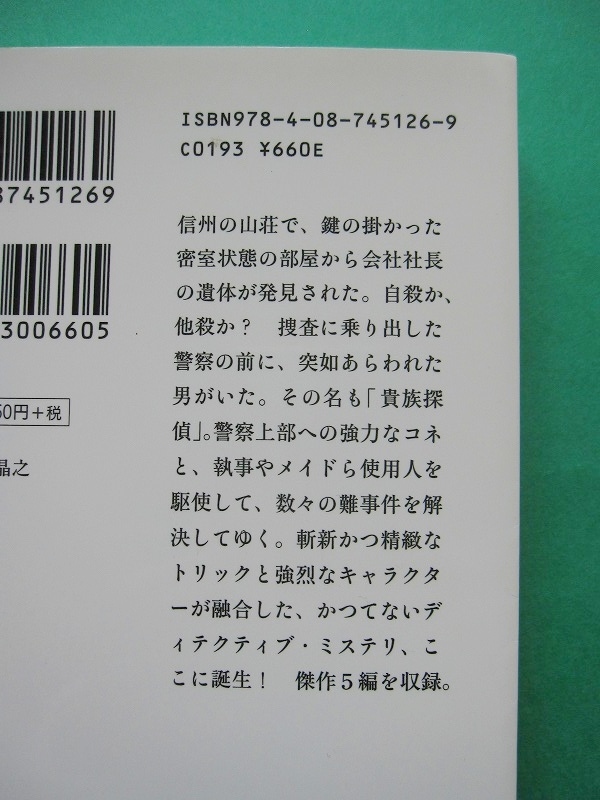 ISBN978-4-08-745126-9
C0193 ¥660E
87451269
3006605
50円+税
晶之
信州の山荘で、鍵の掛かった
密室状態の部屋から会社社長
の遺体が発見された。自殺か、
他殺か？　捜査に乗り出した
警察の前に、突如あらわれた
男がいた。その名も「貴族探
偵」。警察上部への強力なコネ
と、執事やメイドら使用人を
駆使して、数々の難事件を解
決してゆく。斬新かつ精緻な
トリックと強烈なキャラクタ
ーが融合した、かつてないデ
ィテクティブ・ミステリ、こ
こに誕生！　傑作5編を収録。